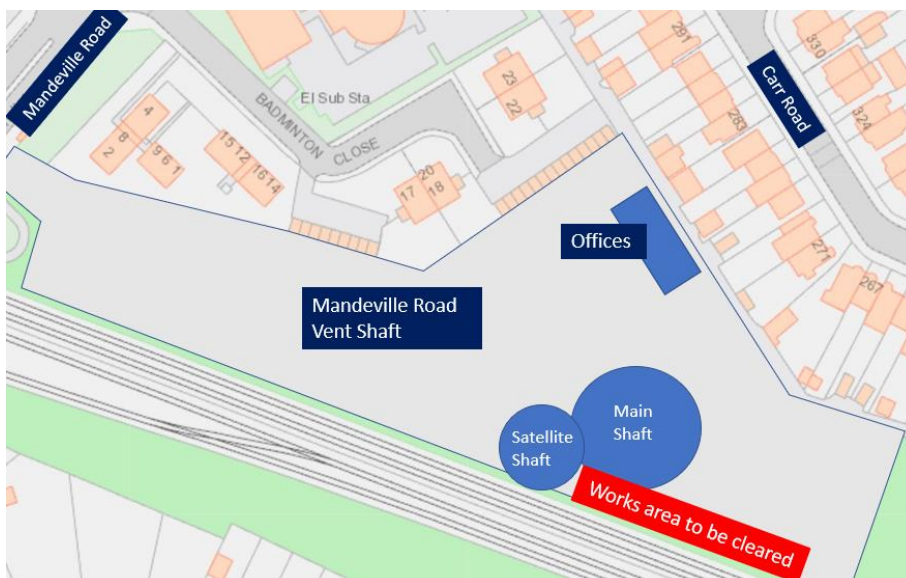 Mandeville Road
El Sub Sta
BADMINTON CLOSE
Carr Road
291
283
271
267
330
324
23
22
4
8
2
9 6 1
15 12
16 14
20
17 18
Offices
Mandeville Road
Vent Shaft
Main
Shaft
Satellite
Shaft
Works area to be cleared